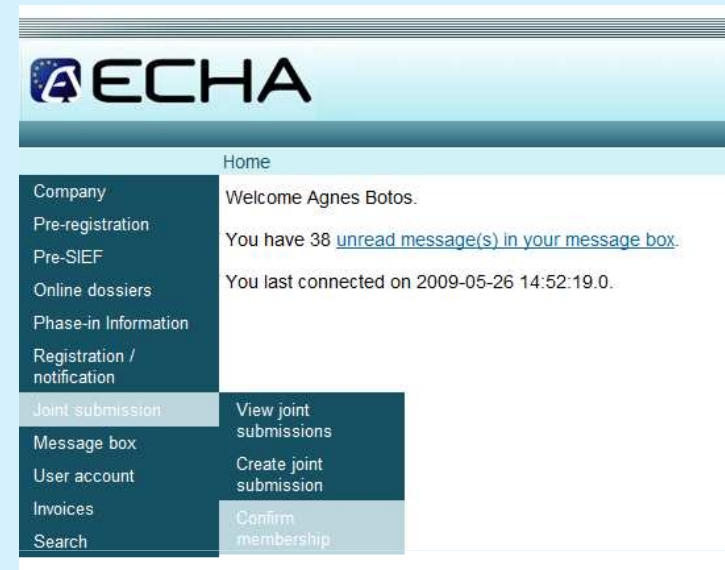 ECHA
Home
Welcome Agnes Botos.
You have 38 unread message(s) in your message box.
You last connected on 2009-05-26 14:52:19.0.
Company
Pre-registration
Pre-SIEF
Online dossiers
Phase-in Information
Registration /
notification
Joint submission
Message box
User account
Invoices
Search
View joint
submissions
Create joint
submission
Confirm
membership